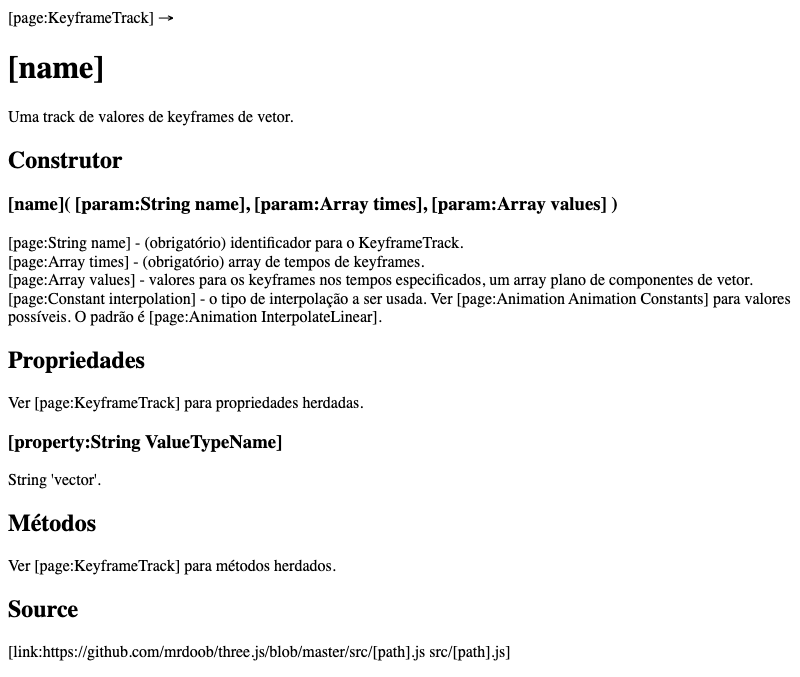 [page:KeyframeTrack] →
[name]
Uma track de valores de keyframes de vetor.
Construtor
[name]( [param:String name], [param:Array times], [param:Array values] )
[page:String name] - (obrigatório) identificador para o KeyframeTrack.
[page:Array times] - (obrigatório) array de tempos de keyframes.
[page:Array values] - valores para os keyframes nos tempos especificados, um array plano de componentes de vetor.
[page:Constant interpolation] - o tipo de interpolação a ser usada. Ver [page:Animation Animation Constants] para valores
possíveis. O padrão é [page:Animation InterpolateLinear].
Propriedades
Ver [page:KeyframeTrack] para propriedades herdadas.
[property:String ValueTypeName]
String 'vector'.
Métodos
Ver [page:KeyframeTrack] para métodos herdados.
Source
[link:https://github.com/mrdoob/three.js/blob/master/src/[path].js src/[path].js]